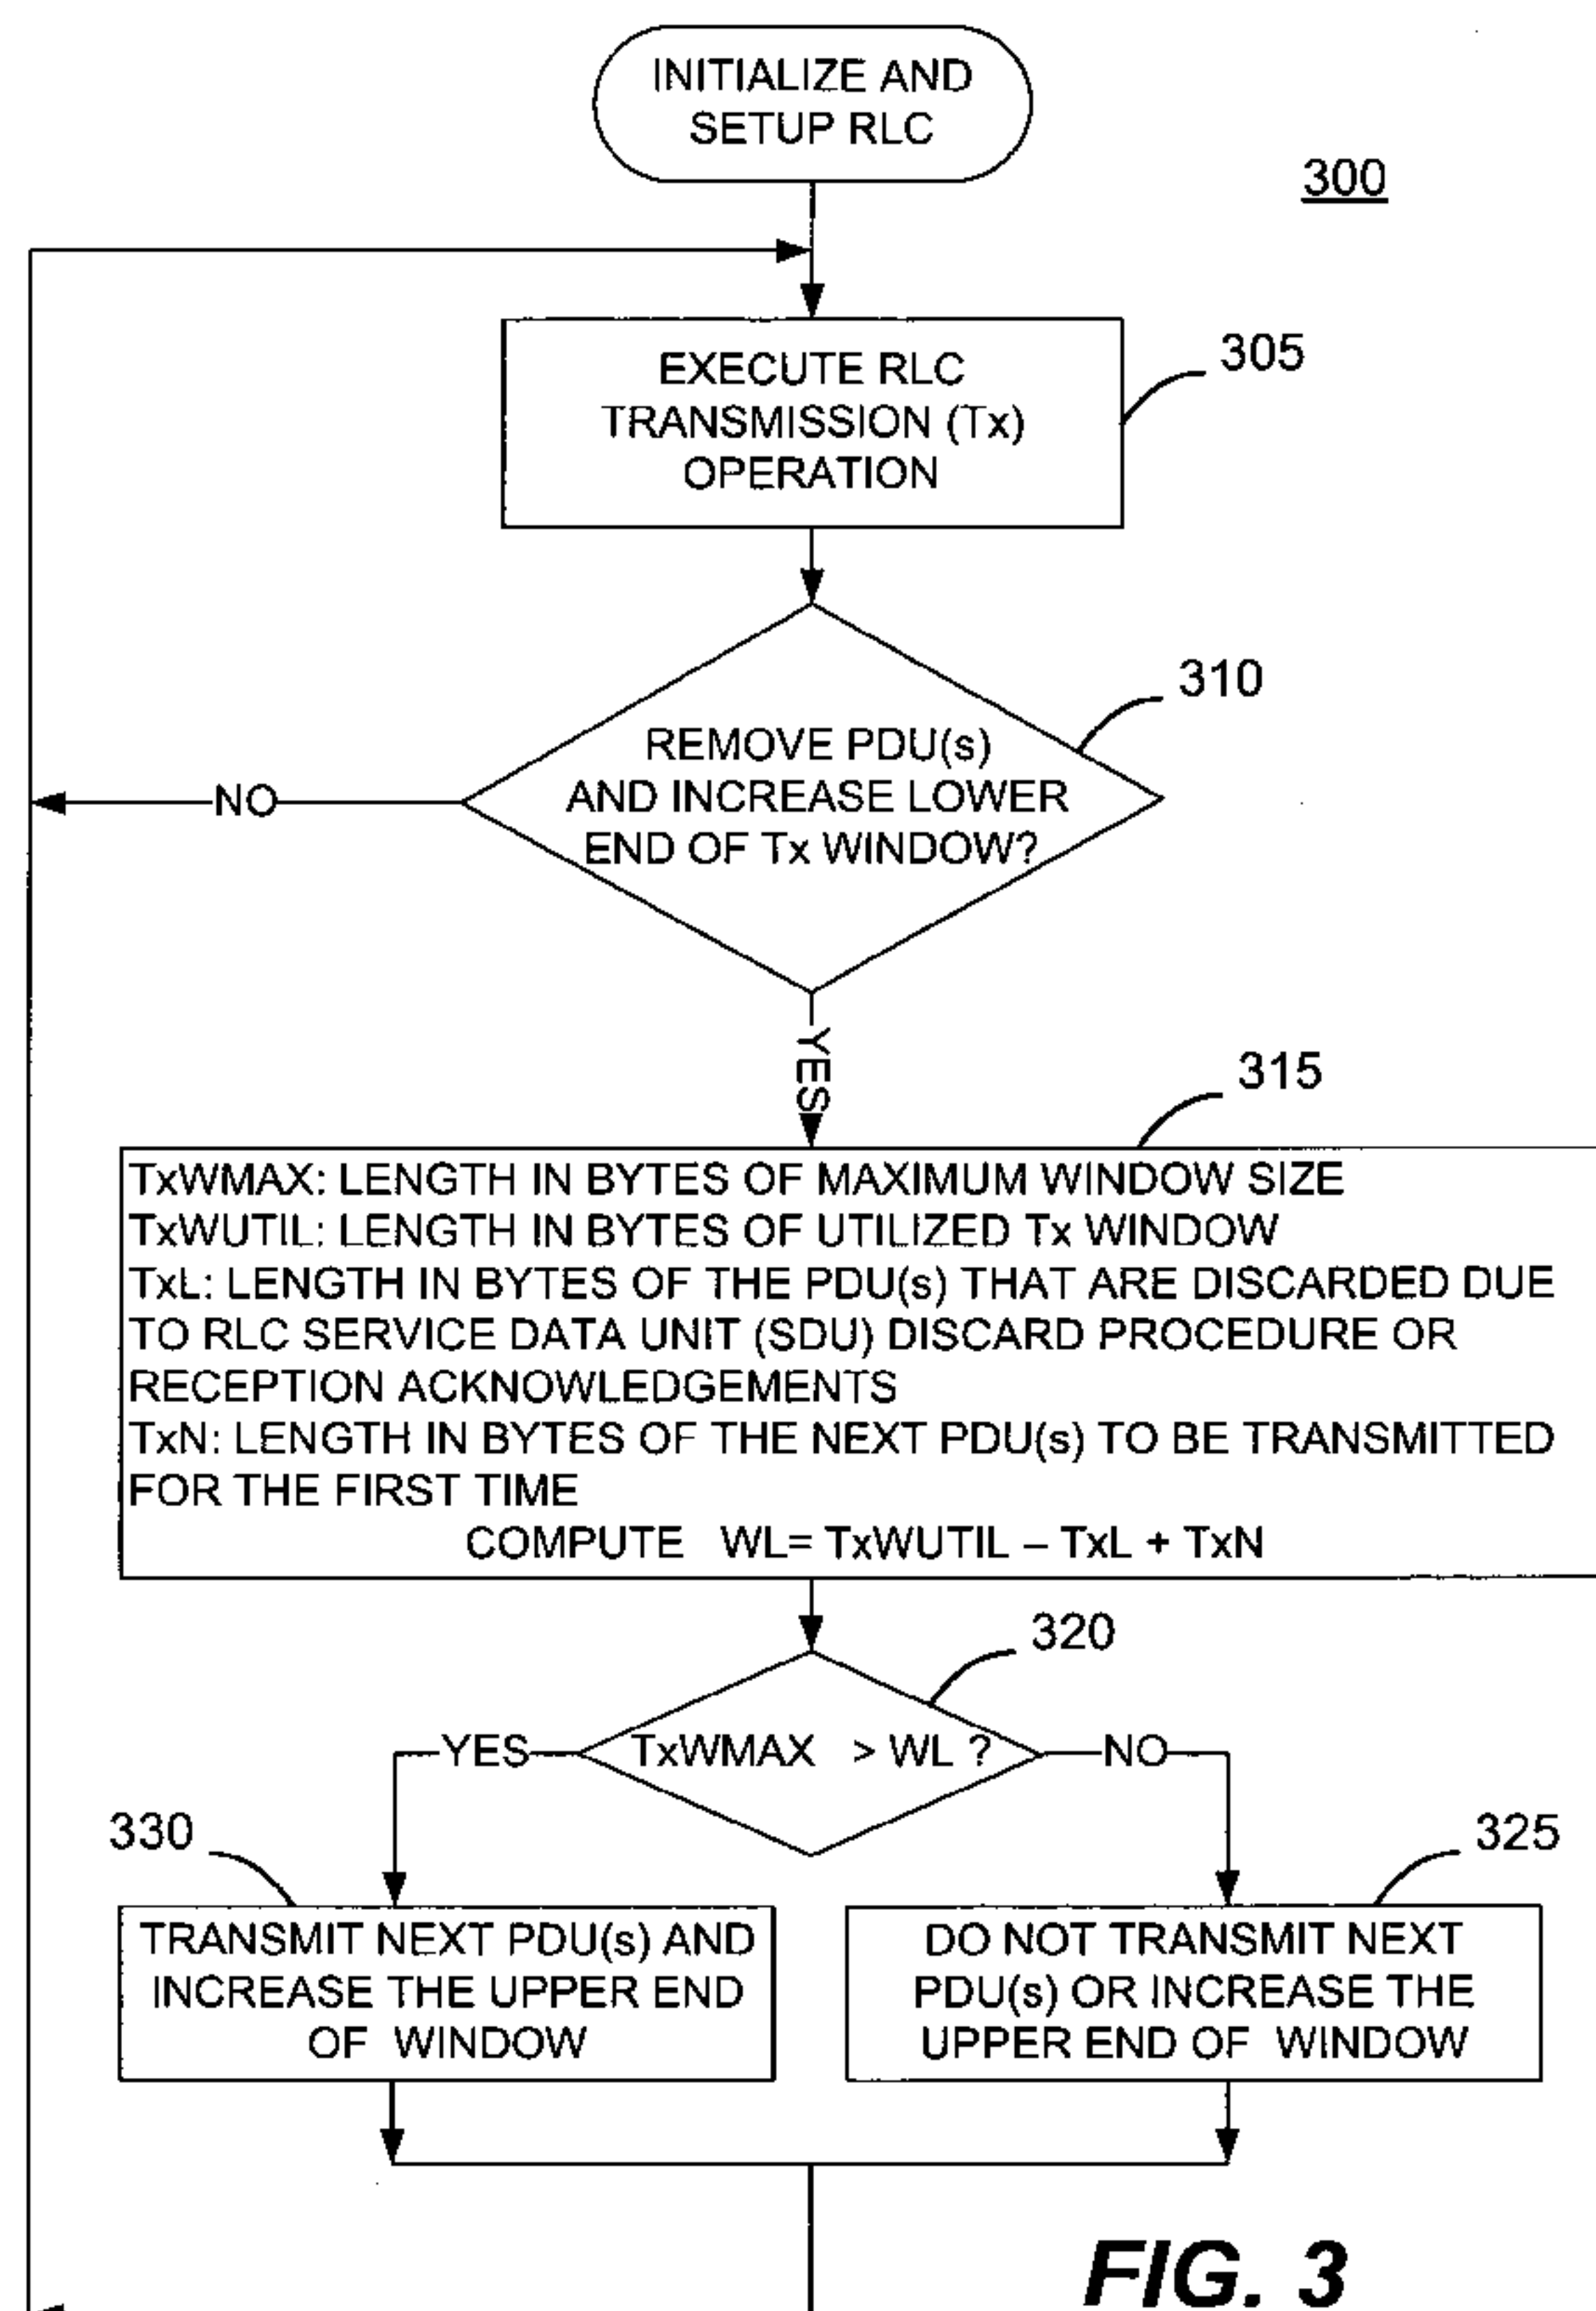 INITIALIZE AND
SETUP RLC
300
EXECUTE RLC
TRANSMISSION (Tx)
OPERATION
305
REMOVE PDU(s)
AND INCREASE LOWER
END OF Tx WINDOW?
310
NO
YES
315
TxWMAX: LENGTH IN BYTES OF MAXIMUM WINDOW SIZE
TxWUTIL: LENGTH IN BYTES OF UTILIZED Tx WINDOW
TxL: LENGTH IN BYTES OF THE PDU(s) THAT ARE DISCARDED DUE
TO RLC SERVICE DATA UNIT (SDU) DISCARD PROCEDURE OR
RECEPTION ACKNOWLEDGEMENTS
TxN: LENGTH IN BYTES OF THE NEXT PDU(s) TO BE TRANSMITTED
FOR THE FIRST TIME
COMPUTE WL= TxWUTIL – TxL + TxN
320
YES
TxWMAX > WL ?
NO
330
325
TRANSMIT NEXT PDU(s) AND
INCREASE THE UPPER END
OF WINDOW
DO NOT TRANSMIT NEXT
PDU(s) OR INCREASE THE
UPPER END OF WINDOW
FIG. 3